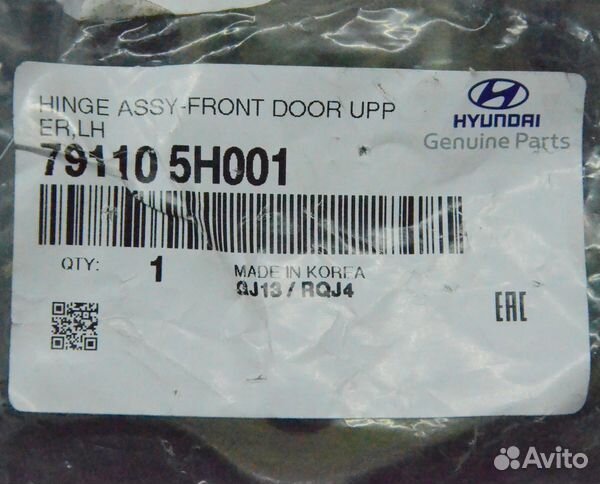 HINGE ASSY-FRONT DOOR UPP
ER,LH
79110 5H001
HYUNDAI
Genuine Parts
QTY: 1
MADE IN KOREA
QJ13 / RQJ4
EAC
Avito